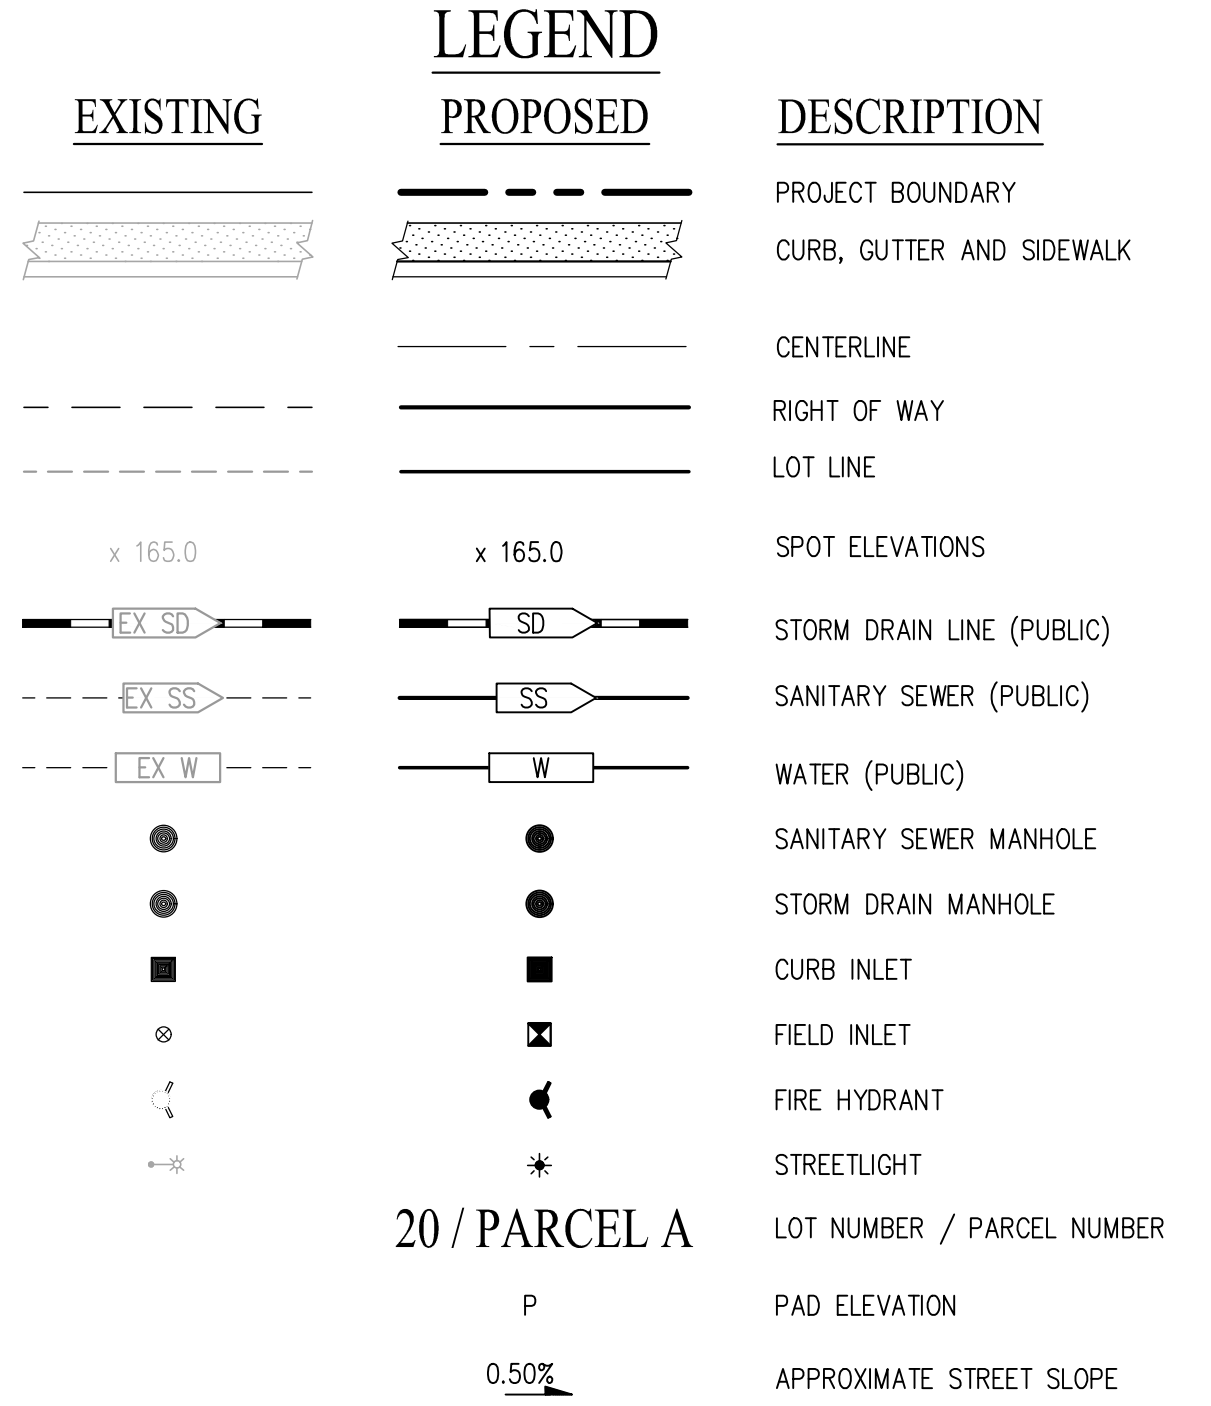 LEGEND
EXISTING PROPOSED DESCRIPTION
PROJECT BOUNDARY
CURB, GUTTER AND SIDEWALK
CENTERLINE
RIGHT OF WAY
LOT LINE
x 165.0 x 165.0 SPOT ELEVATIONS
EX SD SD STORM DRAIN LINE (PUBLIC)
EX SS SS SANITARY SEWER (PUBLIC)
EX W W WATER (PUBLIC)
SANITARY SEWER MANHOLE
STORM DRAIN MANHOLE
CURB INLET
FIELD INLET
FIRE HYDRANT
STREETLIGHT
20 / PARCEL A LOT NUMBER / PARCEL NUMBER
P PAD ELEVATION
0.50% APPROXIMATE STREET SLOPE